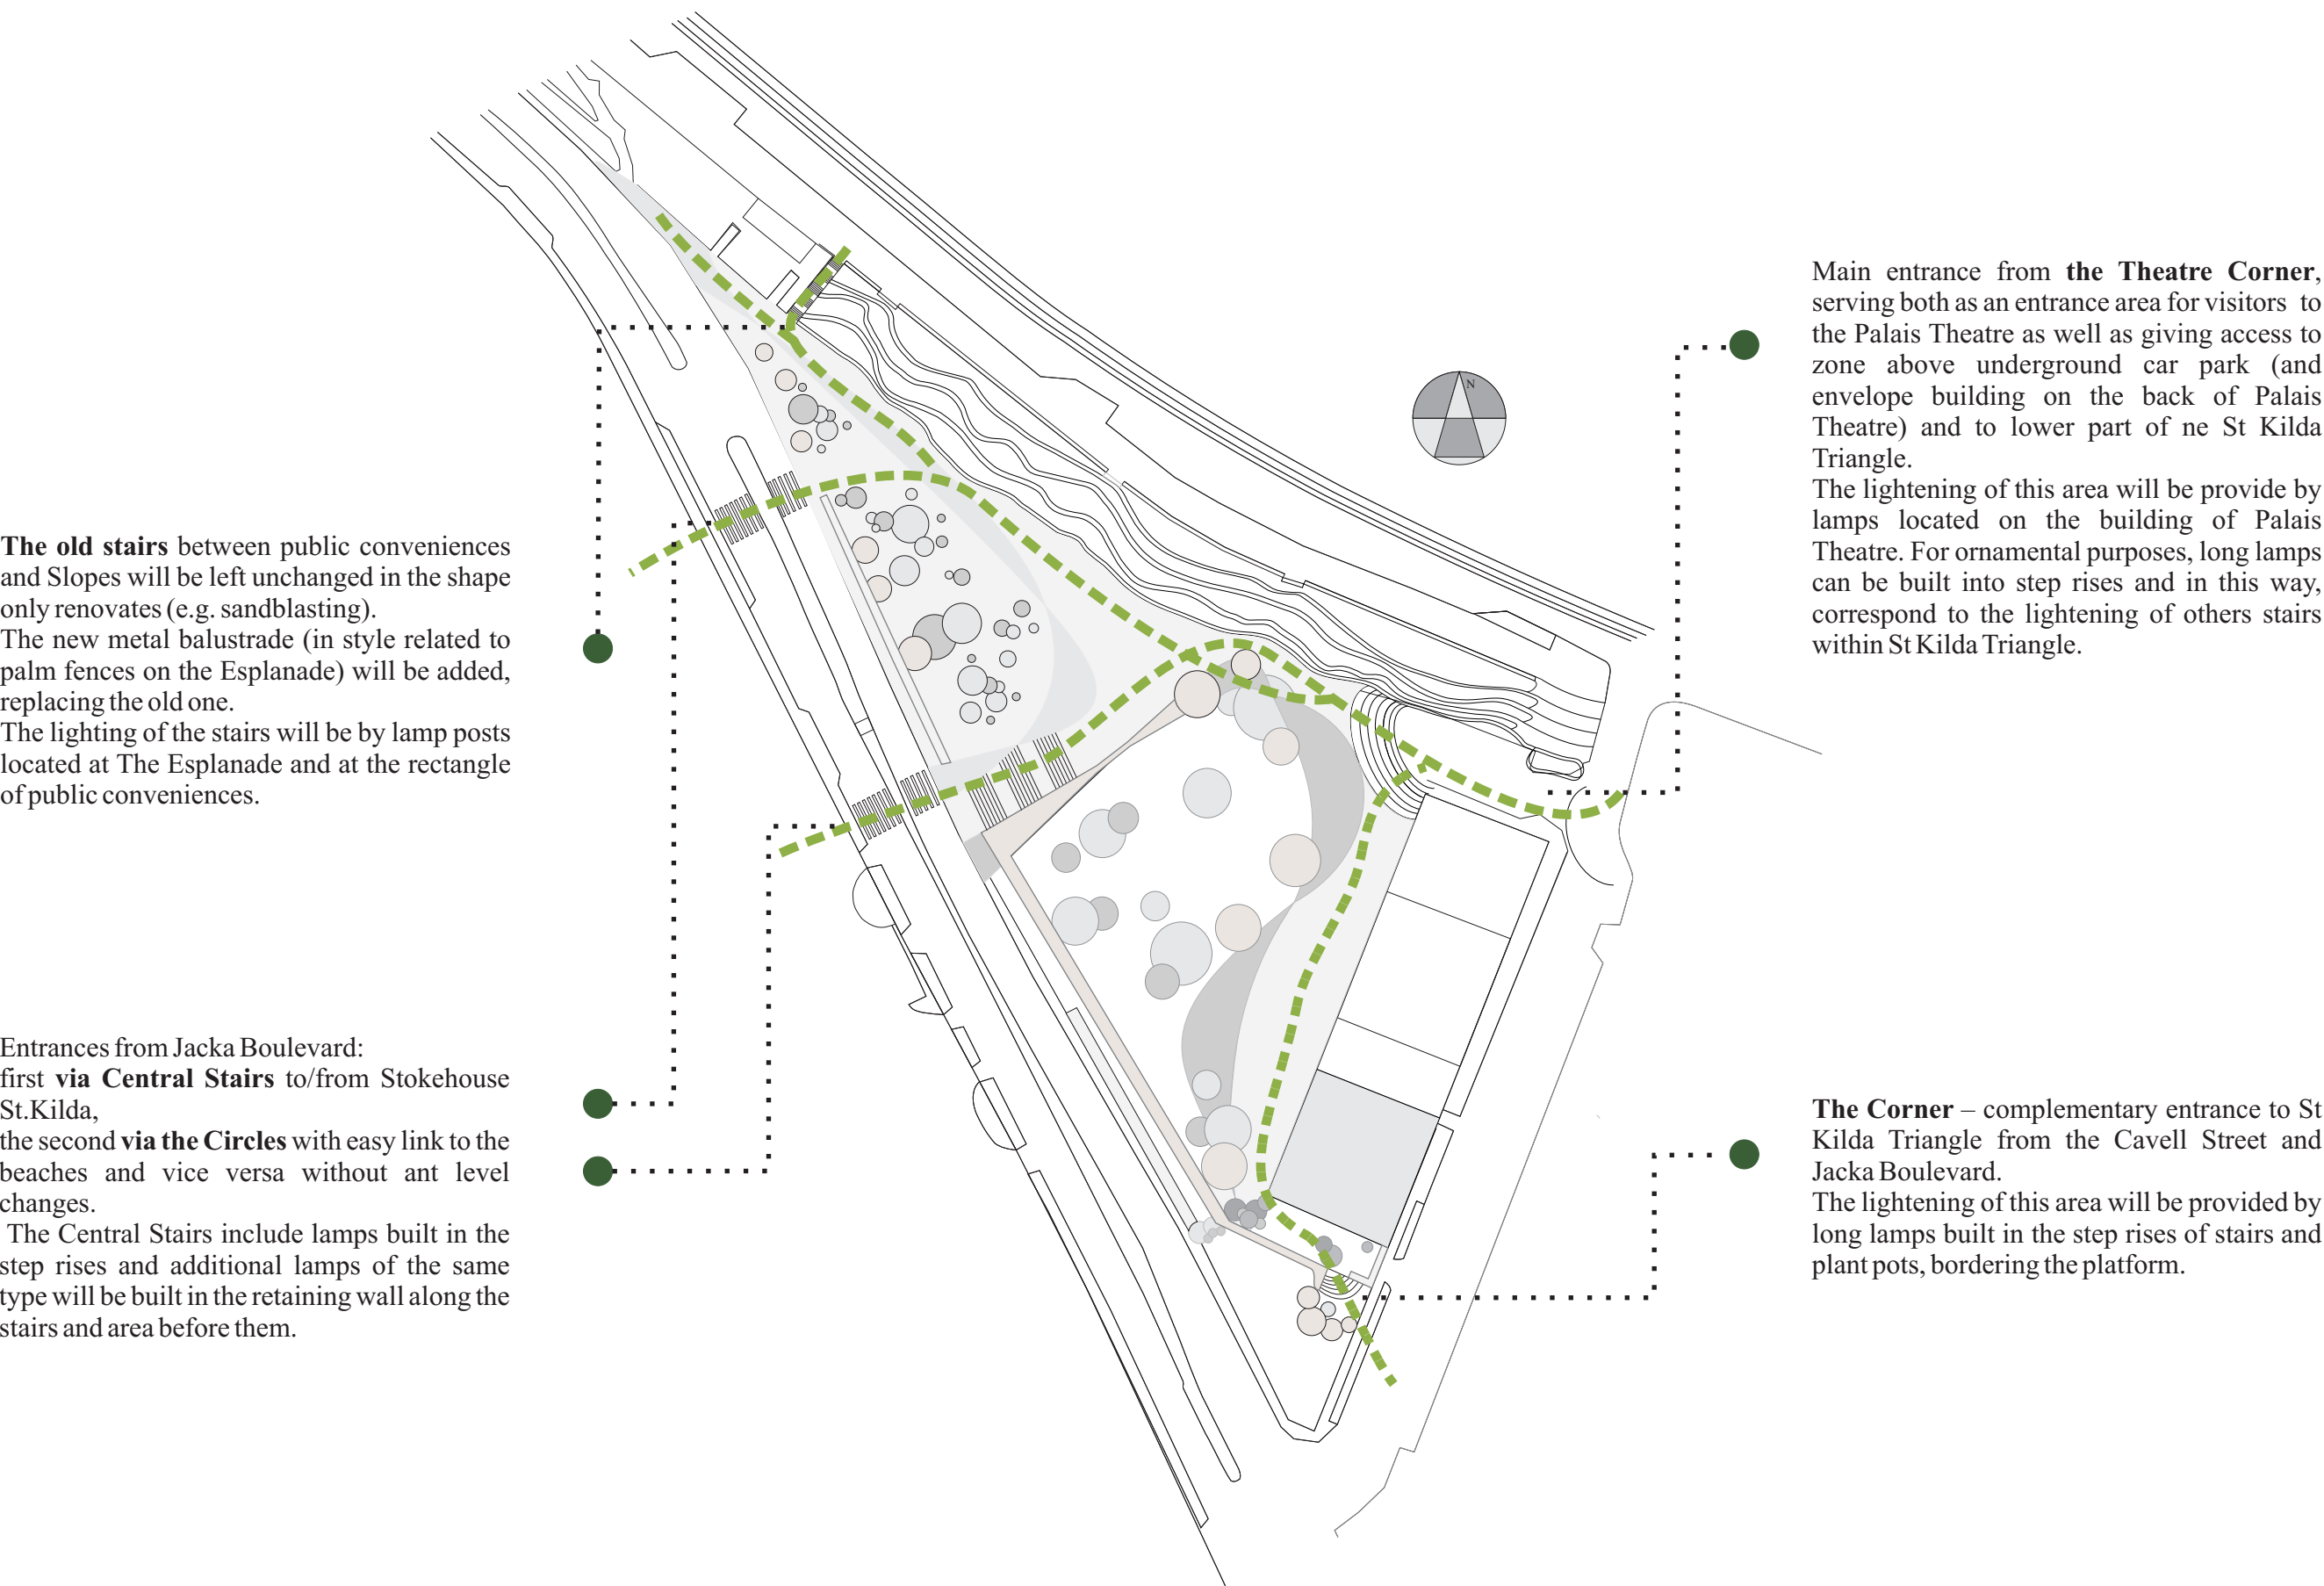 The old stairs between public conveniences
and Slopes will be left unchanged in the shape
only renovates (e.g. sandblasting).
The new metal balustrade (in style related to
palm fences on the Esplanade) will be added,
replacing the old one.
The lighting of the stairs will be by lamp posts
located at The Esplanade and at the rectangle
of public conveniences.
Entrances from Jacka Boulevard:
first via Central Stairs to/from Stokehouse
St.Kilda,
the second via the Circles with easy link to the
beaches and vice versa without ant level
changes.
The Central Stairs include lamps built in the
step rises and additional lamps of the same
type will be built in the retaining wall along the
stairs and area before them.
N
Main entrance from the Theatre Corner,
serving both as an entrance area for visitors to
the Palais Theatre as well as giving access to
zone above underground car park (and
envelope building on the back of Palais
Theatre) and to lower part of ne St Kilda
Triangle.
The lightening of this area will be provide by
lamps located on the building of Palais
Theatre. For ornamental purposes, long lamps
can be built into step rises and in this way,
correspond to the lightening of others stairs
within St Kilda Triangle.
The Corner – complementary entrance to St
Kilda Triangle from the Cavell Street and
Jacka Boulevard.
The lightening of this area will be provided by
long lamps built in the step rises of stairs and
plant pots, bordering the platform.